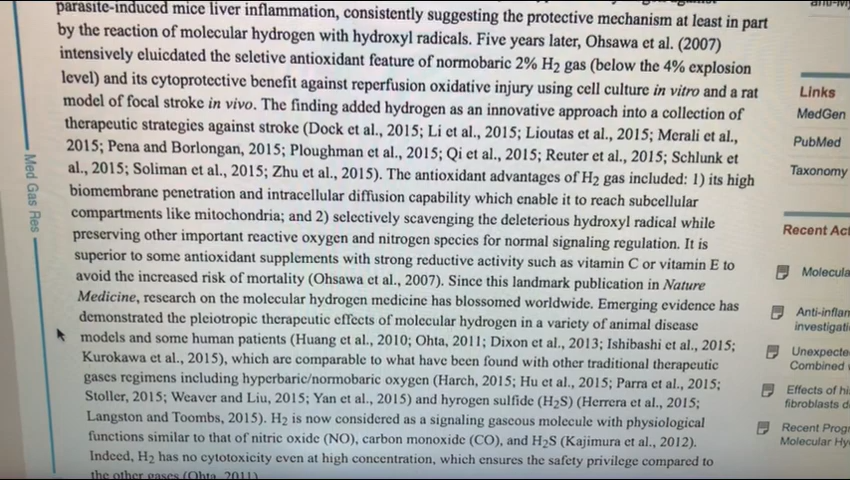 parasite-induced mice liver inflammation, consistently suggesting the protective mechanism at least in part
by the reaction of molecular hydrogen with hydroxyl radicals. Five years later, Ohsawa et al. (2007)
intensively eluicdated the seletive antioxidant feature of normobaric 2% H2 gas (below the 4% explosion
level) and its cytoprotective benefit against reperfusion oxidative injury using cell culture in vitro and a rat
model of focal stroke in vivo. The finding added hydrogen as an innovative approach into a collection of
therapeutic strategies against stroke (Dock et al., 2015; Li et al., 2015; Lioutas et al., 2015; Merali et al.,
2015; Pena and Borlongan, 2015; Ploughman et al., 2015; Qi et al., 2015; Reuter et al., 2015; Schlunk et
al., 2015; Soliman et al., 2015; Zhu et al., 2015). The antioxidant advantages of H2 gas included: 1) its high
biomembrane penetration and intracellular diffusion capability which enable it to reach subcellular
compartments like mitochondria; and 2) selectively scavenging the deleterious hydroxyl radical while
preserving other important reactive oxygen and nitrogen species for normal signaling regulation. It is
superior to some antioxidant supplements with strong reductive activity such as vitamin C or vitamin E to
avoid the increased risk of mortality (Ohsawa et al., 2007). Since this landmark publication in Nature
Medicine, research on the molecular hydrogen medicine has blossomed worldwide. Emerging evidence has
demonstrated the pleiotropic therapeutic effects of molecular hydrogen in a variety of animal disease
models and some human patients (Huang et al., 2010; Ohta, 2011; Dixon et al., 2013; Ishibashi et al., 2015;
Kurokawa et al., 2015), which are comparable to what have been found with other traditional therapeutic
gases regimens including hyperbaric/normobaric oxygen (Harch, 2015; Hu et al., 2015; Parra et al., 2015;
Stoller, 2015; Weaver and Liu, 2015; Yan et al., 2015) and hyrogen sulfide (H2S) (Herrera et al., 2015;
Langston and Toombs, 2015). H2 is now considered as a signaling gaseous molecule with physiological
functions similar to that of nitric oxide (NO), carbon monoxide (CO), and H2S (Kajimura et al., 2012).
Indeed, H2 has no cytotoxicity even at high concentration, which ensures the safety privilege compared to
the other gases (Ohta, 2011)
Med Gas Res
Links
MedGen
PubMed
Taxonomy
Recent Act
Molecula
Anti-inflan
investigati
Unexpecte
Combined
Effects of hi
fibroblasts d
Recent Progr
Molecular Hy